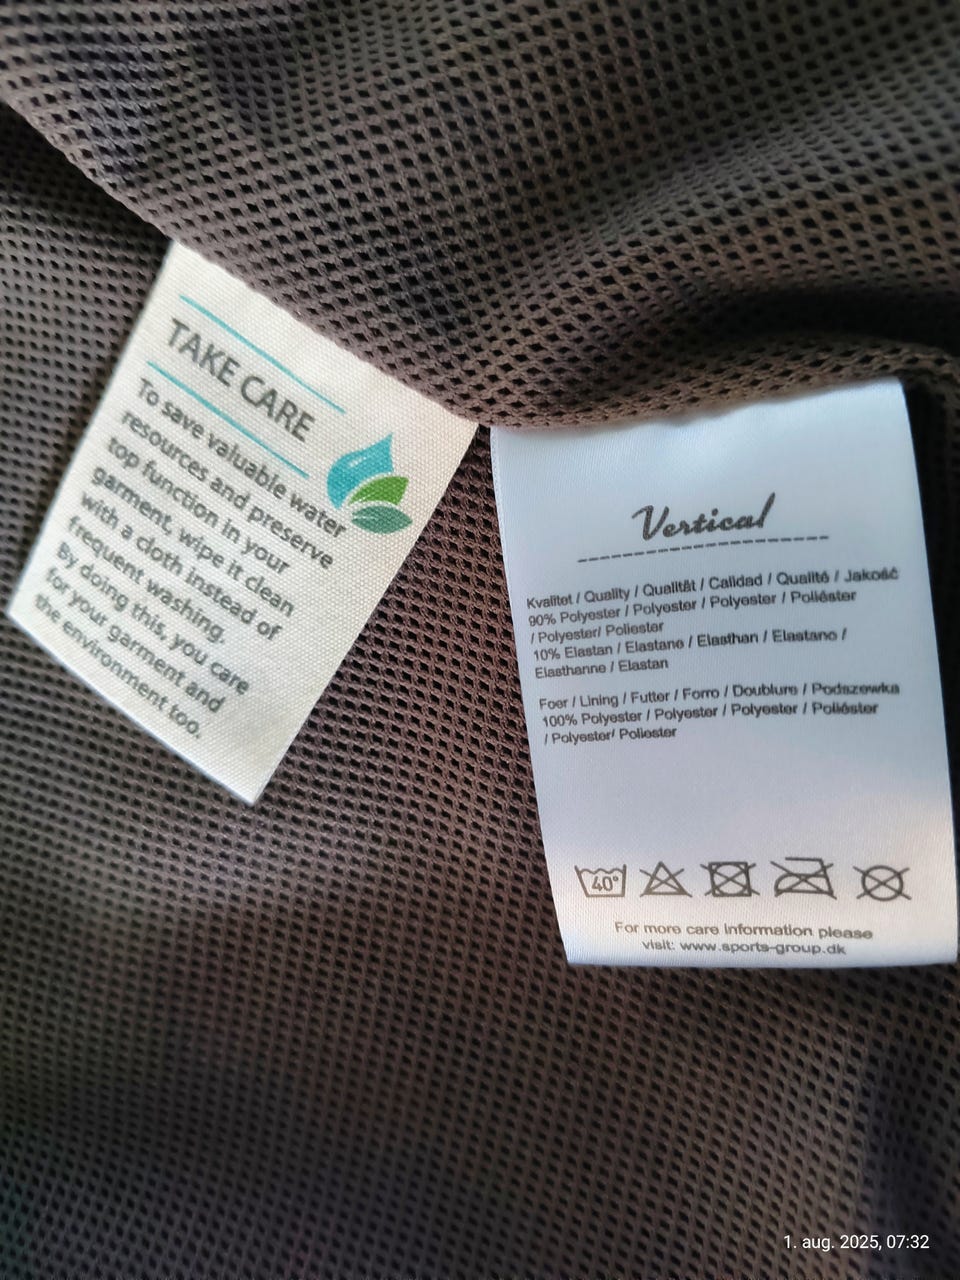 TAKE CARE
To save valuable water
resources and preserve
top function in your
garment, wipe it clean
with a cloth instead of
frequent washing.
By doing this, you care
for your garment and
the environment too.
Vertical
Kvalitet / Quality / Qualität / Calidad / Qualité / Jakość
90% Polyester / Polyester / Polyester / Poliéster
/ Polyester/ Poliester
10% Elastan / Elastane / Elasthan / Elastano /
Elasthanne / Elastan
Foer / Lining / Futter / Forro / Doublure / Podszewka
100% Polyester / Polyester / Polyester / Poliéster
/ Polyester/ Poliester
40°
For more care information please
visit: www.sports-group.dk
1. aug. 2025, 07:32